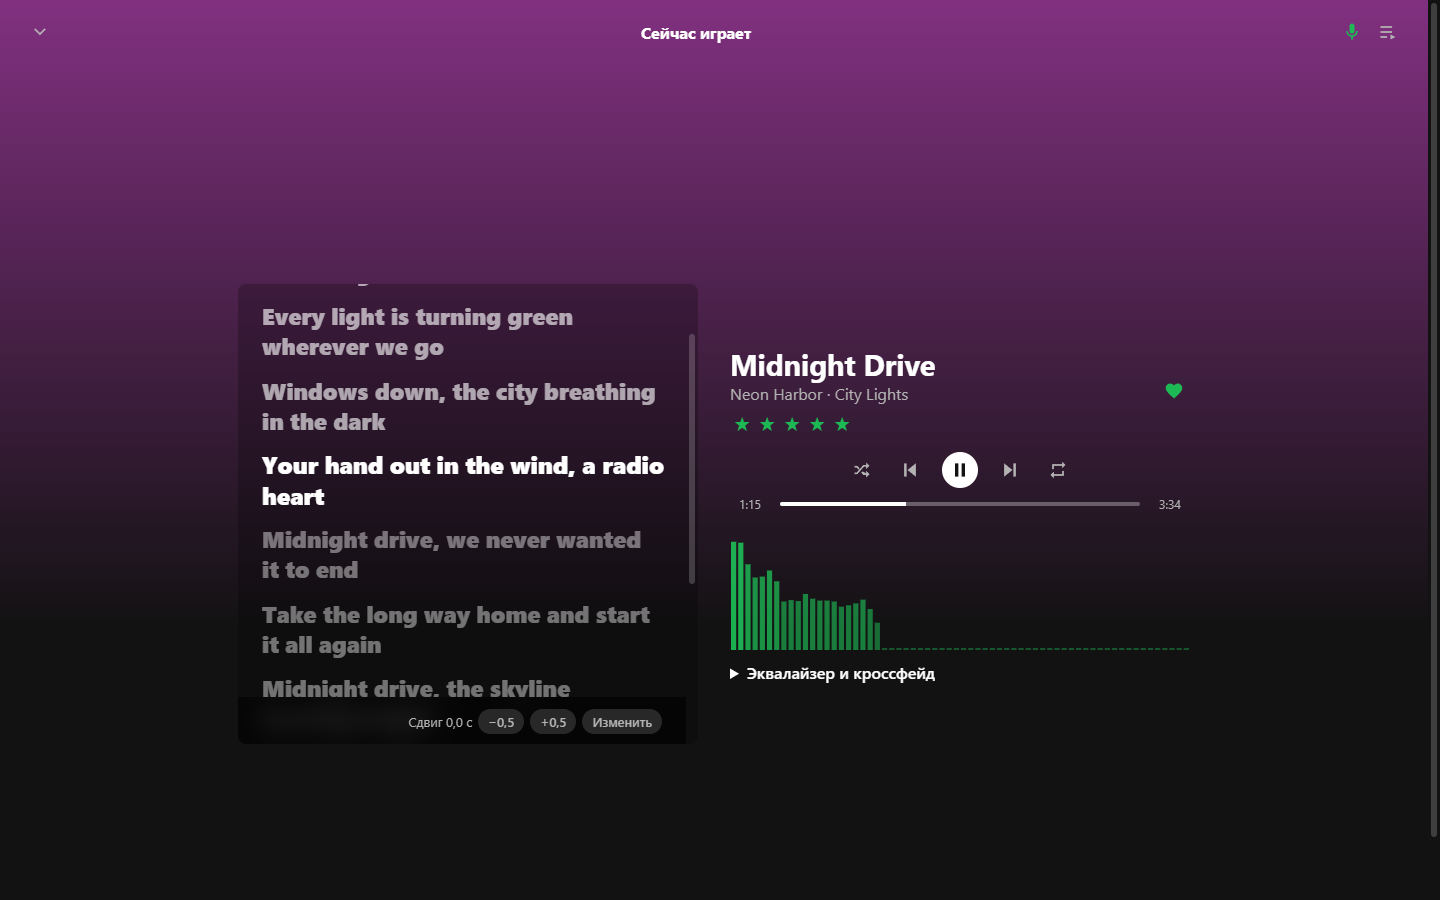 Сейчас играет
Every light is turning green
wherever we go
Windows down, the city breathing
in the dark
Your hand out in the wind, a radio
heart
Midnight drive, we never wanted
it to end
Take the long way home and start
it all again
Midnight drive, the skyline
Сдвиг 0,0 с
−0,5
+0,5
Изменить
Midnight Drive
Neon Harbor · City Lights
1:15
3:34
Эквалайзер и кроссфейд